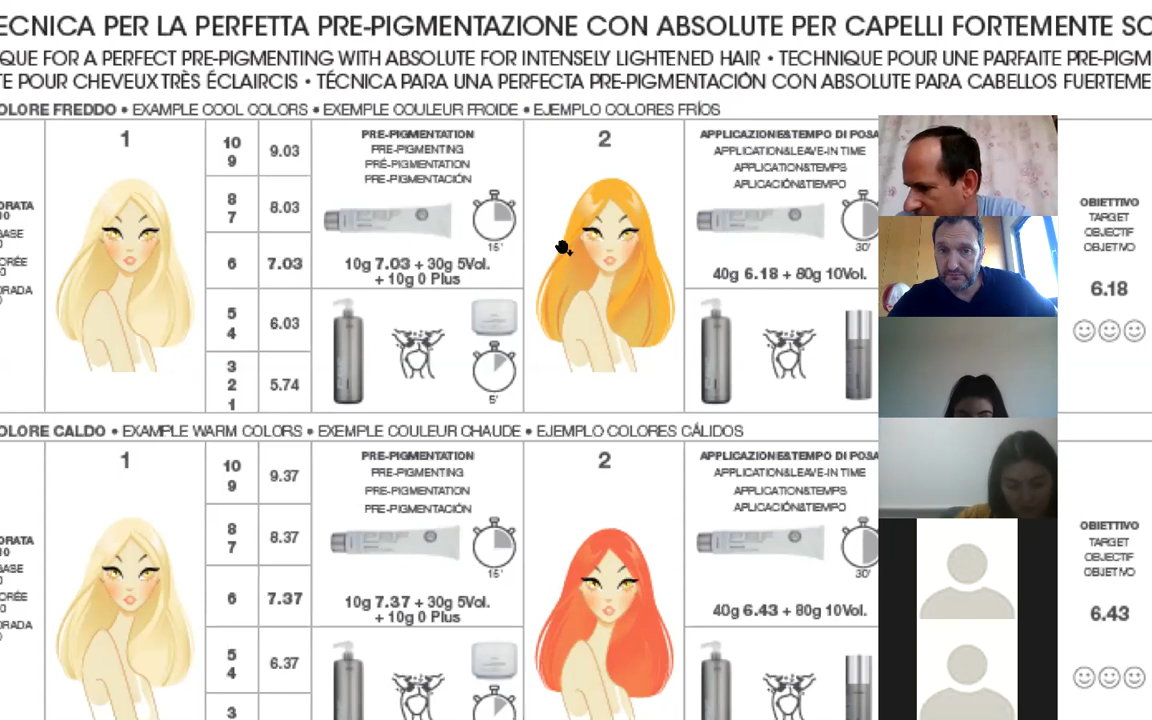 ECNICA PER LA PERFETTA PRE-PIGMENTAZIONE CON ABSOLUTE PER CAPELLI FORTEMENTE SC
QUE FOR A PERFECT PRE-PIGMENTING WITH ABSOLUTE FOR INTENSELY LIGHTENED HAIR • TECHNIQUE POUR UNE PARFAITE PRE-PIGM
TE POUR CHEVEUX TRÈS ÉCLAIRCIS • TÉCNICA PARA UNA PERFECTA PRE-PIGMENTACIÓN CON ABSOLUTE PARA CABELLOS FUERTEME
OLORE FREDDO • EXAMPLE COOL COLORS • EXEMPLE COULEUR FROIDE • EJEMPLO COLORES FRÍOS
DRATA
BASE
ORÉE
DRADA
1
10
9
9.03
8
7
8.03
6
7.03
5
4
6.03
3
2
1
5.74
PRE-PIGMENTATION
PRE-PIGMENTING
PRÉ-PIGMENTATION
PRE-PIGMENTACIÓN
15'
10g 7.03 + 30g 5Vol.
+ 10g 0 Plus
5'
2
APPLICAZIONE&TEMPO DI POSA
APPLICATION&LEAVE-IN TIME
APPLICATION&TEMPS
APLICACIÓN&TIEMPO
30'
40g 6.18 + 80g 10Vol.
OBIETTIVO
TARGET
OBJECTIF
OBJETIVO
6.18
OLORE CALDO • EXAMPLE WARM COLORS • EXEMPLE COULEUR CHAUDE • EJEMPLO COLORES CÁLIDOS
DRATA
BASE
ORÉE
DRADA
1
10
9
9.37
8
7
8.37
6
7.37
5
4
6.37
3
PRE-PIGMENTATION
PRE-PIGMENTING
PRE-PIGMENTATION
PRE-PIGMENTACIÓN
15'
10g 7.37 + 30g 5Vol.
+ 10g 0 Plus
2
APPLICAZIONE&TEMPO DI POSA
APPLICATION&LEAVE-IN TIME
APPLICATION&TEMPS
APLICACIÓN&TIEMPO
30'
40g 6.43 + 80g 10Vol.
OBIETTIVO
TARGET
OBJECTIF
OBJETIVO
6.43